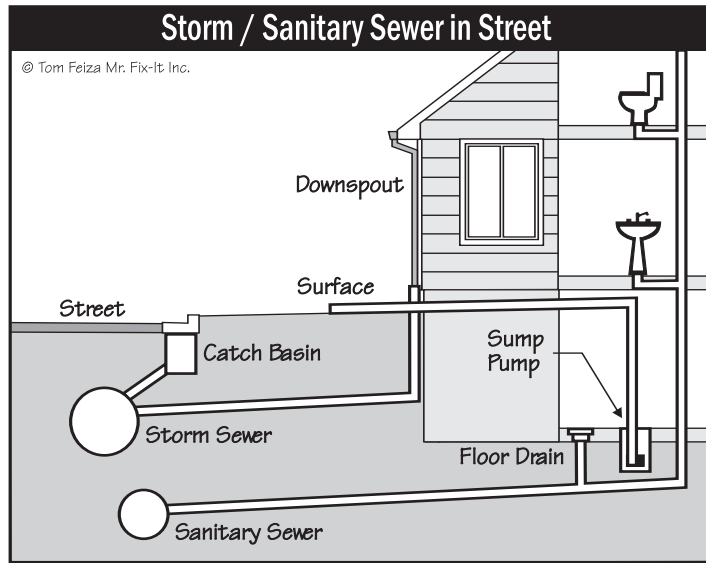 Storm / Sanitary Sewer in Street
© Tom Feiza Mr. Fix-It Inc.
Downspout
Surface
Street
Catch Basin
Sump
Pump
Storm Sewer
Floor Drain
Sanitary Sewer